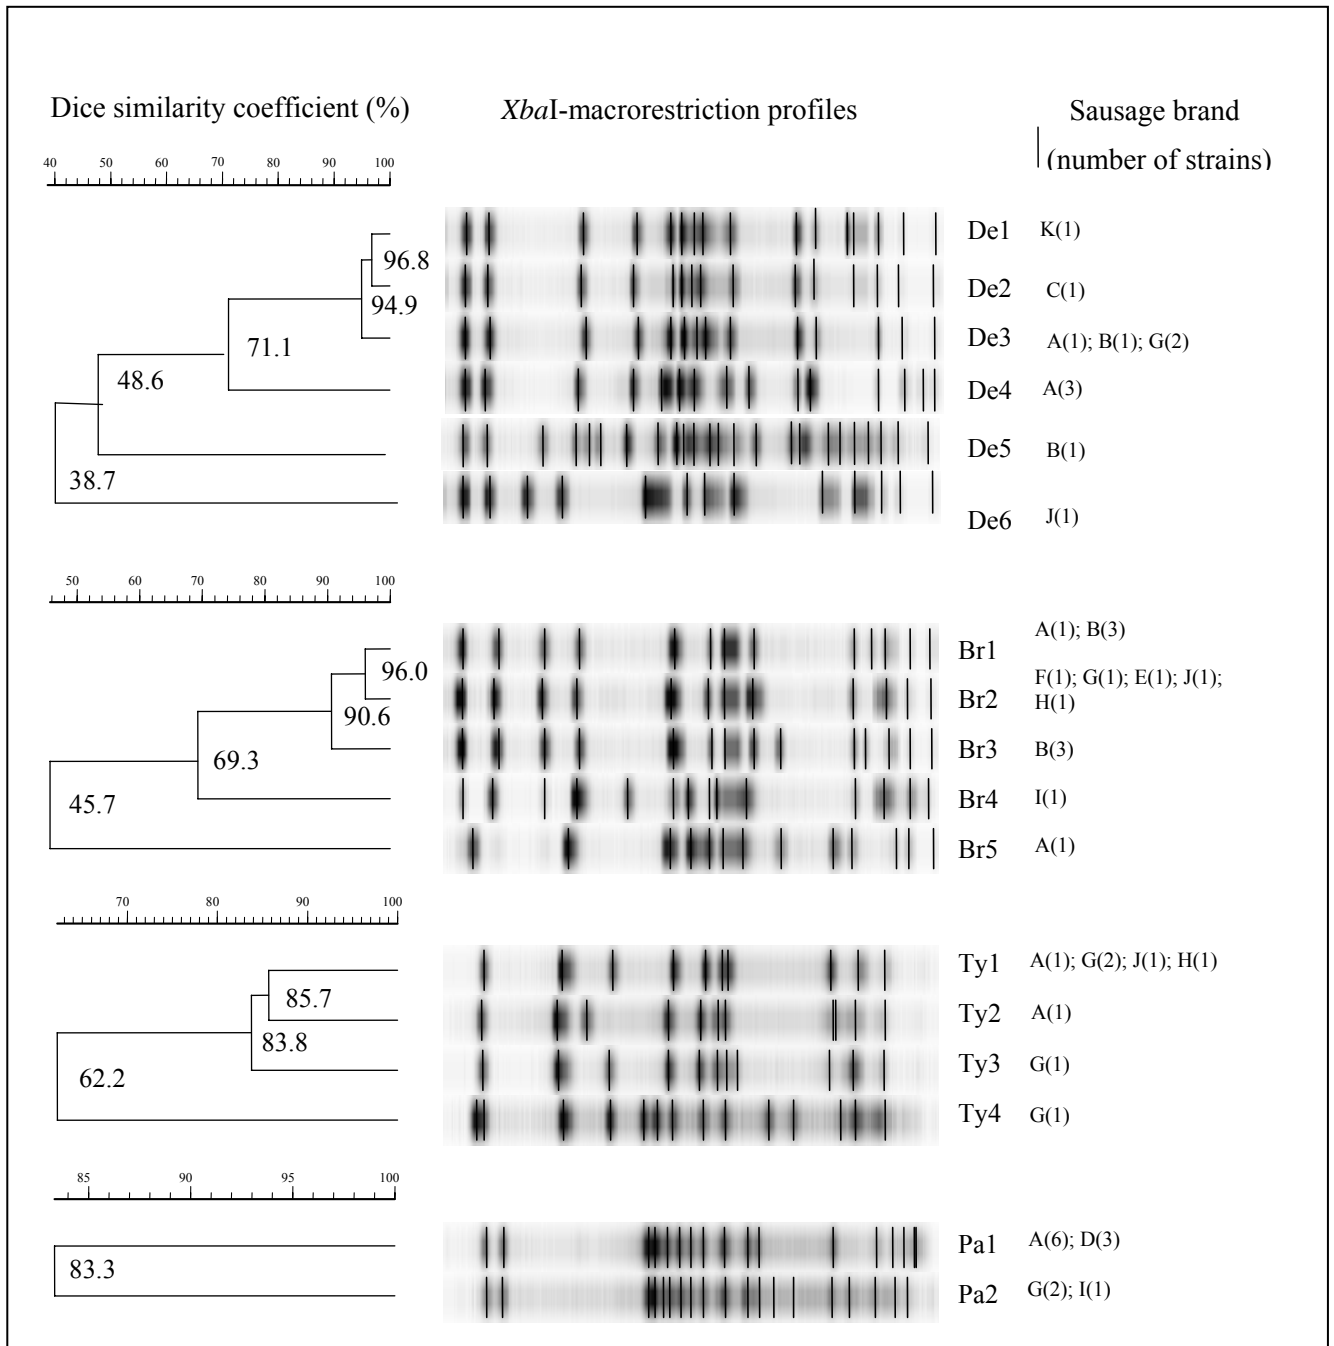 Dice similarity coefficient (%)
XbaI-macrorestriction profiles
Sausage brand
(number of strains)
40 50 60 70 80 90 100
96.8
94.9
71.1
48.6
38.7
De1 K(1)
De2 C(1)
De3 A(1); B(1); G(2)
De4 A(3)
De5 B(1)
De6 J(1)
50 60 70 80 90 100
96.0
90.6
69.3
45.7
Br1 A(1); B(3)
Br2 F(1); G(1); E(1); J(1);
H(1)
Br3 B(3)
Br4 I(1)
Br5 A(1)
70 80 90 100
85.7
83.8
62.2
Ty1 A(1); G(2); J(1); H(1)
Ty2 A(1)
Ty3 G(1)
Ty4 G(1)
85 90 95 100
83.3
Pa1 A(6); D(3)
Pa2 G(2); I(1)